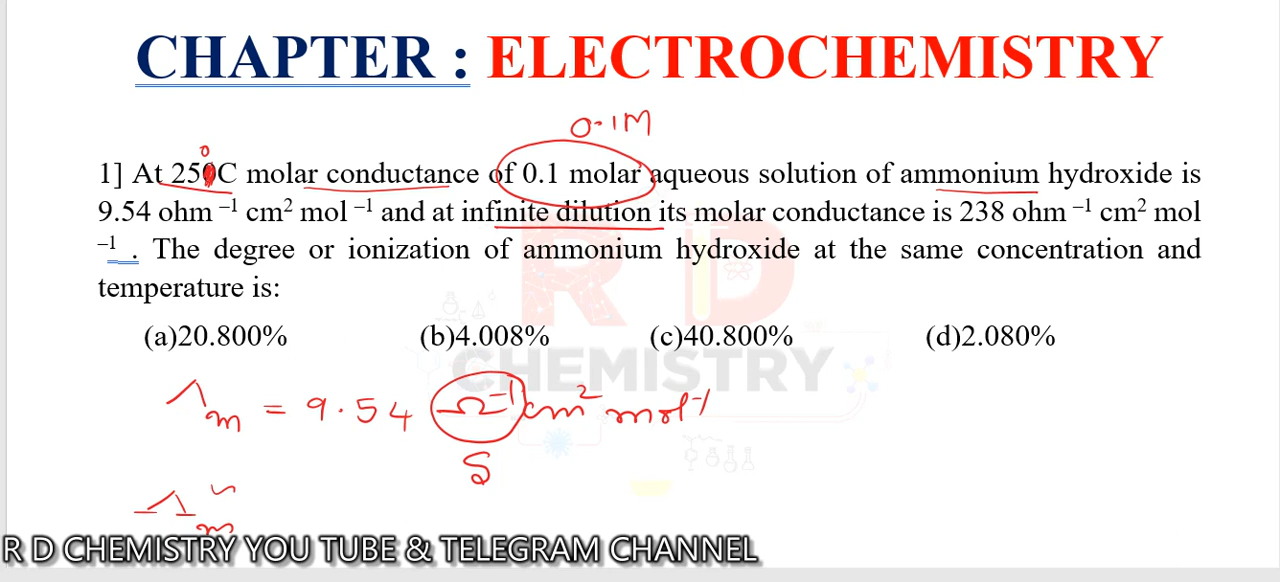 CHAPTER : ELECTROCHEMISTRY
0.1M
1] At 25°C molar conductance of 0.1 molar aqueous solution of ammonium hydroxide is
9.54 ohm ⁻¹ cm² mol ⁻¹ and at infinite dilution its molar conductance is 238 ohm ⁻¹ cm² mol
⁻¹ . The degree or ionization of ammonium hydroxide at the same concentration and
temperature is:
(a)20.800% (b)4.008% (c)40.800% (d)2.080%
R D
CHEMISTRY
Λm = 9.54 Ω⁻¹ cm² mol⁻¹
S
Λm
R D CHEMISTRY YOU TUBE & TELEGRAM CHANNEL